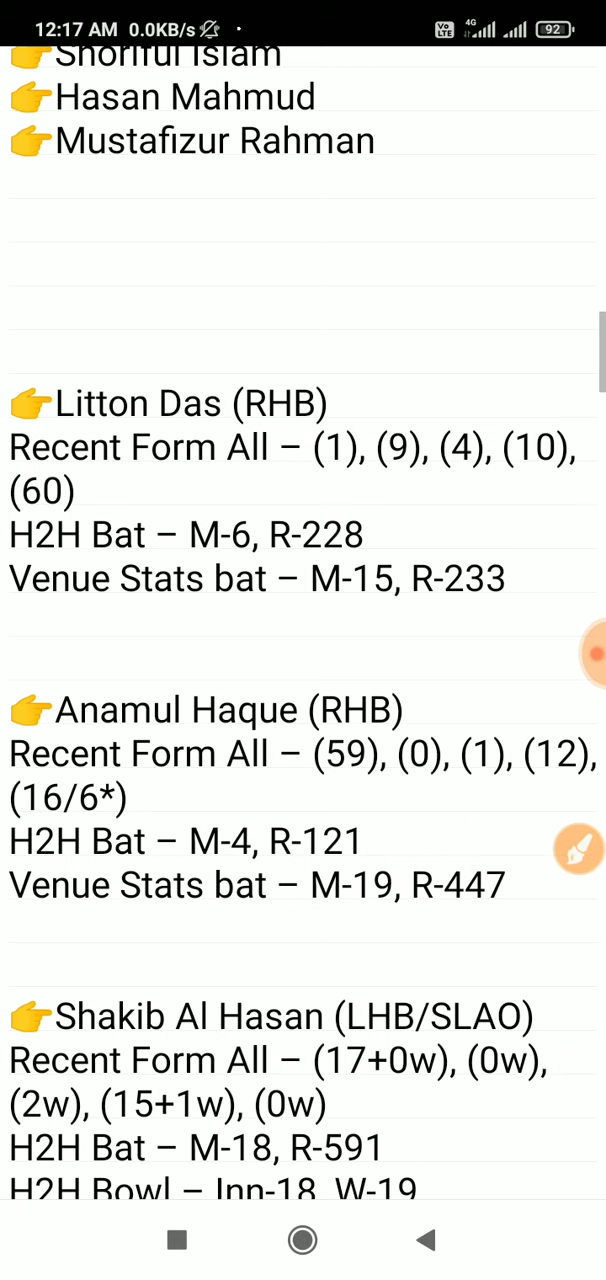 12:17 AM 0.0KB/s
Vo LTE 4G 92
👉Shoriful Islam
👉Hasan Mahmud
👉Mustafizur Rahman
👉Litton Das (RHB)
Recent Form All – (1), (9), (4), (10),
(60)
H2H Bat – M-6, R-228
Venue Stats bat – M-15, R-233
👉Anamul Haque (RHB)
Recent Form All – (59), (0), (1), (12),
(16/6*)
H2H Bat – M-4, R-121
Venue Stats bat – M-19, R-447
👉Shakib Al Hasan (LHB/SLAO)
Recent Form All – (17+0w), (0w),
(2w), (15+1w), (0w)
H2H Bat – M-18, R-591
H2H Bowl – Inn-18, W-19